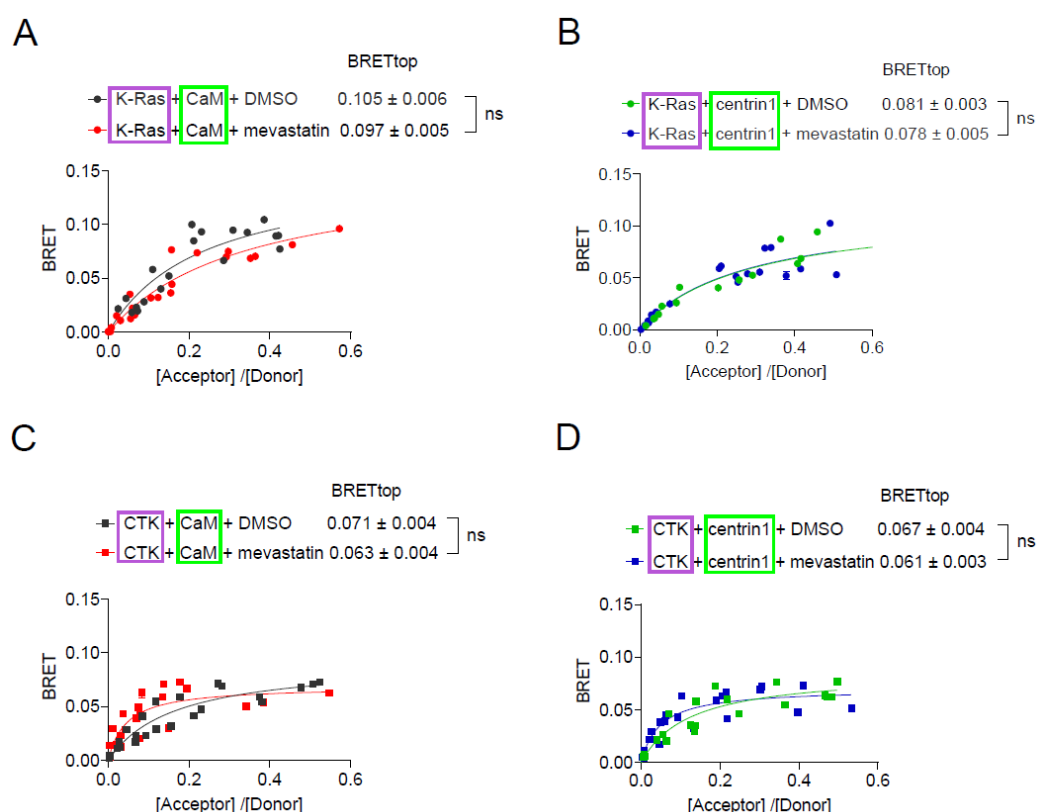 A
BRETtop
K-Ras + CaM + DMSO 0.105 ± 0.006
K-Ras + CaM + mevastatin 0.097 ± 0.005
ns
0.15
0.10
0.05
0.00
BRET
0.0 0.2 0.4 0.6
[Acceptor] /[Donor]
B
BRETtop
K-Ras + centrin1 + DMSO 0.081 ± 0.003
K-Ras + centrin1 + mevastatin 0.078 ± 0.005
ns
0.15
0.10
0.05
0.00
BRET
0.0 0.2 0.4 0.6
[Acceptor] /[Donor]
C
BRETtop
CTK + CaM + DMSO 0.071 ± 0.004
CTK + CaM + mevastatin 0.063 ± 0.004
ns
0.15
0.10
0.05
0.00
BRET
0.0 0.2 0.4 0.6
[Acceptor] /[Donor]
D
BRETtop
CTK + centrin1 + DMSO 0.067 ± 0.004
CTK + centrin1 + mevastatin 0.061 ± 0.003
ns
0.15
0.10
0.05
0.00
BRET
0.0 0.2 0.4 0.6
[Acceptor] /[Donor]